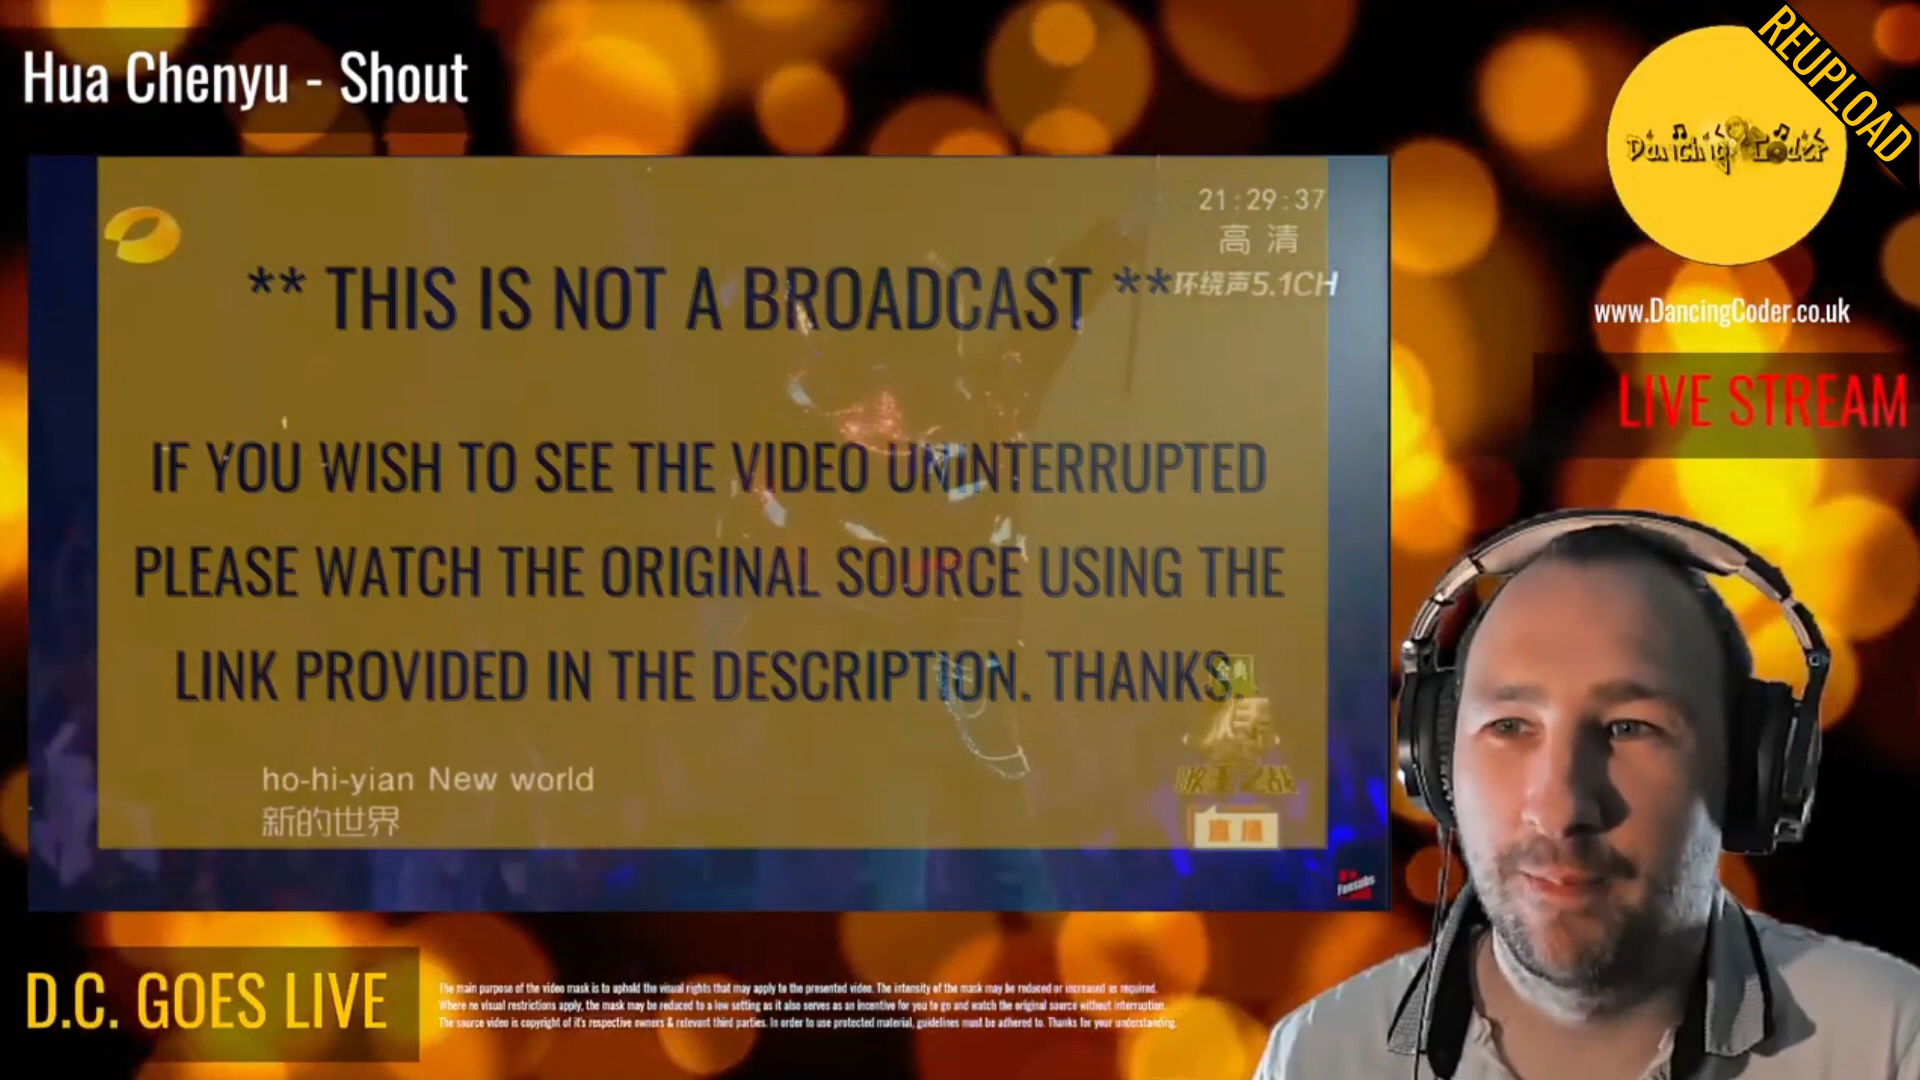 Hua Chenyu - Shout
REUPLOAD
Dancing Coder
www.DancingCoder.co.uk
LIVE STREAM
21:29:37
高清
环绕声5.1CH
** THIS IS NOT A BROADCAST **
IF YOU WISH TO SEE THE VIDEO UNINTERRUPTED
PLEASE WATCH THE ORIGINAL SOURCE USING THE
LINK PROVIDED IN THE DESCRIPTION. THANKS.
歌王之战
直播
ho-hi-yian New world
新的世界
Fansubs
D.C. GOES LIVE
The main purpose of the video mask is to uphold the visual rights that may apply to the presented video. The intensity of the mask may be reduced or increased as required.
Where no visual restrictions apply, the mask may be reduced to a low setting as it also serves as an incentive for you to go and watch the original source without interruption.
The source video is copyright of it's respective owners & relevant third parties. In order to use protected material, guidelines must be adhered to. Thanks for your understanding.